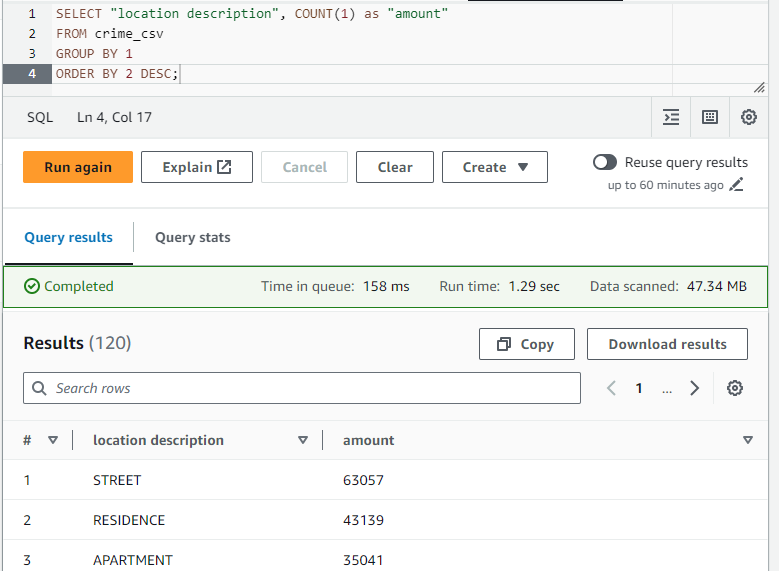 1 SELECT "location description", COUNT(1) as "amount"
2 FROM crime_csv
3 GROUP BY 1
4 ORDER BY 2 DESC;
SQL Ln 4, Col 17
Run again Explain Cancel Clear Create Reuse query results
up to 60 minutes ago
Query results Query stats
Completed Time in queue: 158 ms Run time: 1.29 sec Data scanned: 47.34 MB
Results (120) Copy Download results
Search rows 1 ...
# location description amount
1 STREET 63057
2 RESIDENCE 43139
3 APARTMENT 35041